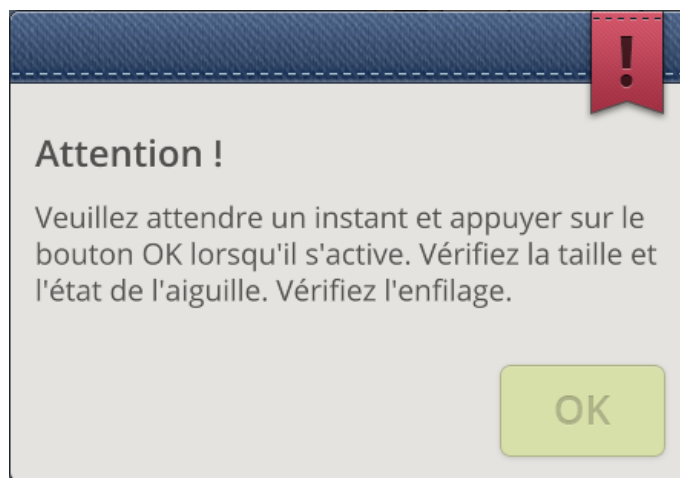 !
Attention !
Veuillez attendre un instant et appuyer sur le
bouton OK lorsqu'il s'active. Vérifiez la taille et
l'état de l'aiguille. Vérifiez l'enfilage.
OK